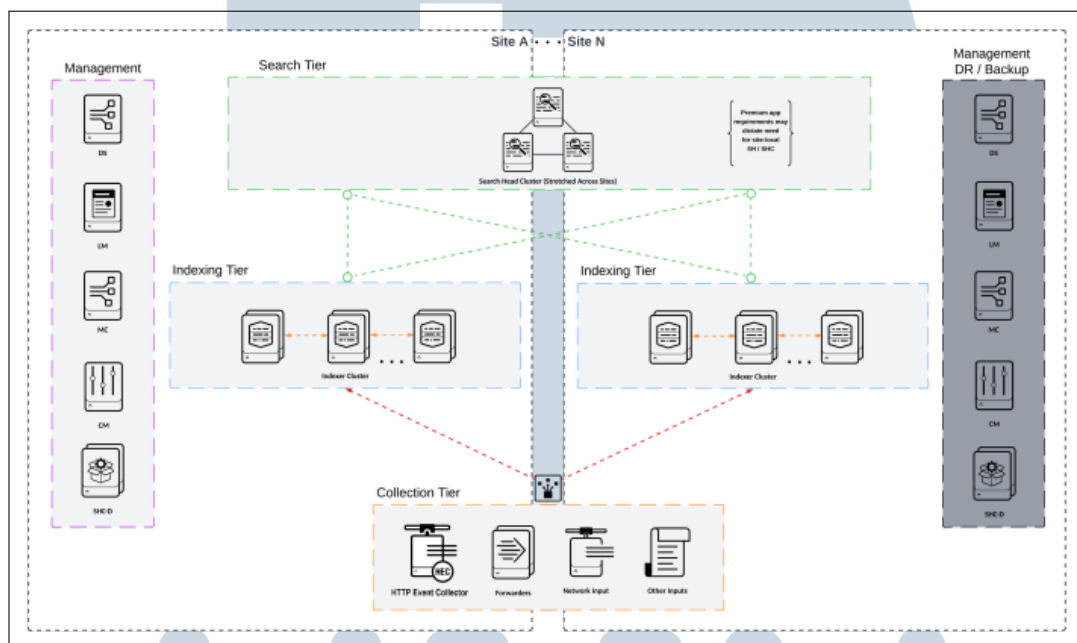 Site A • • • Site N
Management
DS
LM
MC
CM
SHC-D
Search Tier
Search Head Cluster (Stretched Across Sites)
Premium app
requirements may
dictate need
for site-local
SH / SHC
Indexing Tier
• • •
Indexer Cluster
Indexing Tier
• • •
Indexer Cluster
Collection Tier
HEC
HTTP Event Collector
Forwarders
Network Input
Other Inputs
Management
DR / Backup
DS
LM
MC
CM
SHC-D